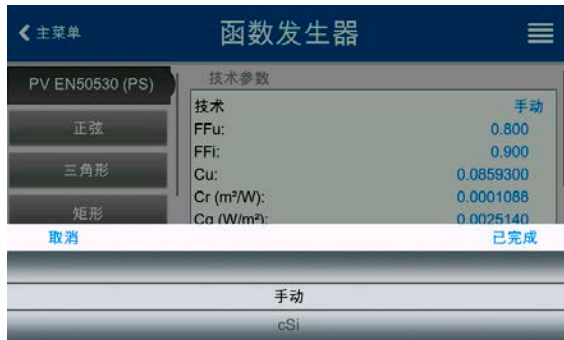 主菜单
函数发生器
PV EN50530 (PS)
正弦
三角形
矩形
技术参数
技术 手动
FFu: 0.800
FFi: 0.900
Cu: 0.0859300
Cr (m²/W): 0.0001088
Cg (W/m²): 0.0025140
取消 已完成
手动
cSi